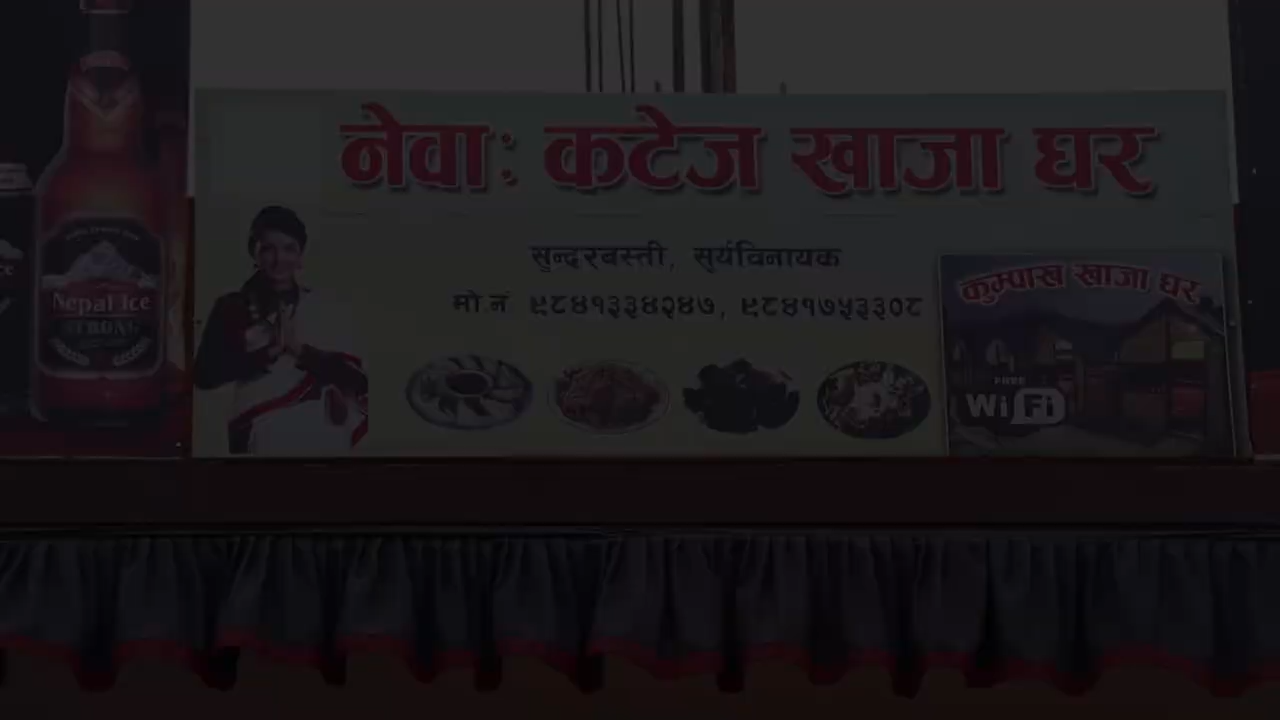 नेवाः कटेज खाजा घर
सुन्दरबस्ती, सुर्यविनायक
मो.नं ९८४१३३४२४७, ९८४१७५३३०८
कुम्पाख खाजा घर
FREE
WiFi
Nepal Ice
STRONG